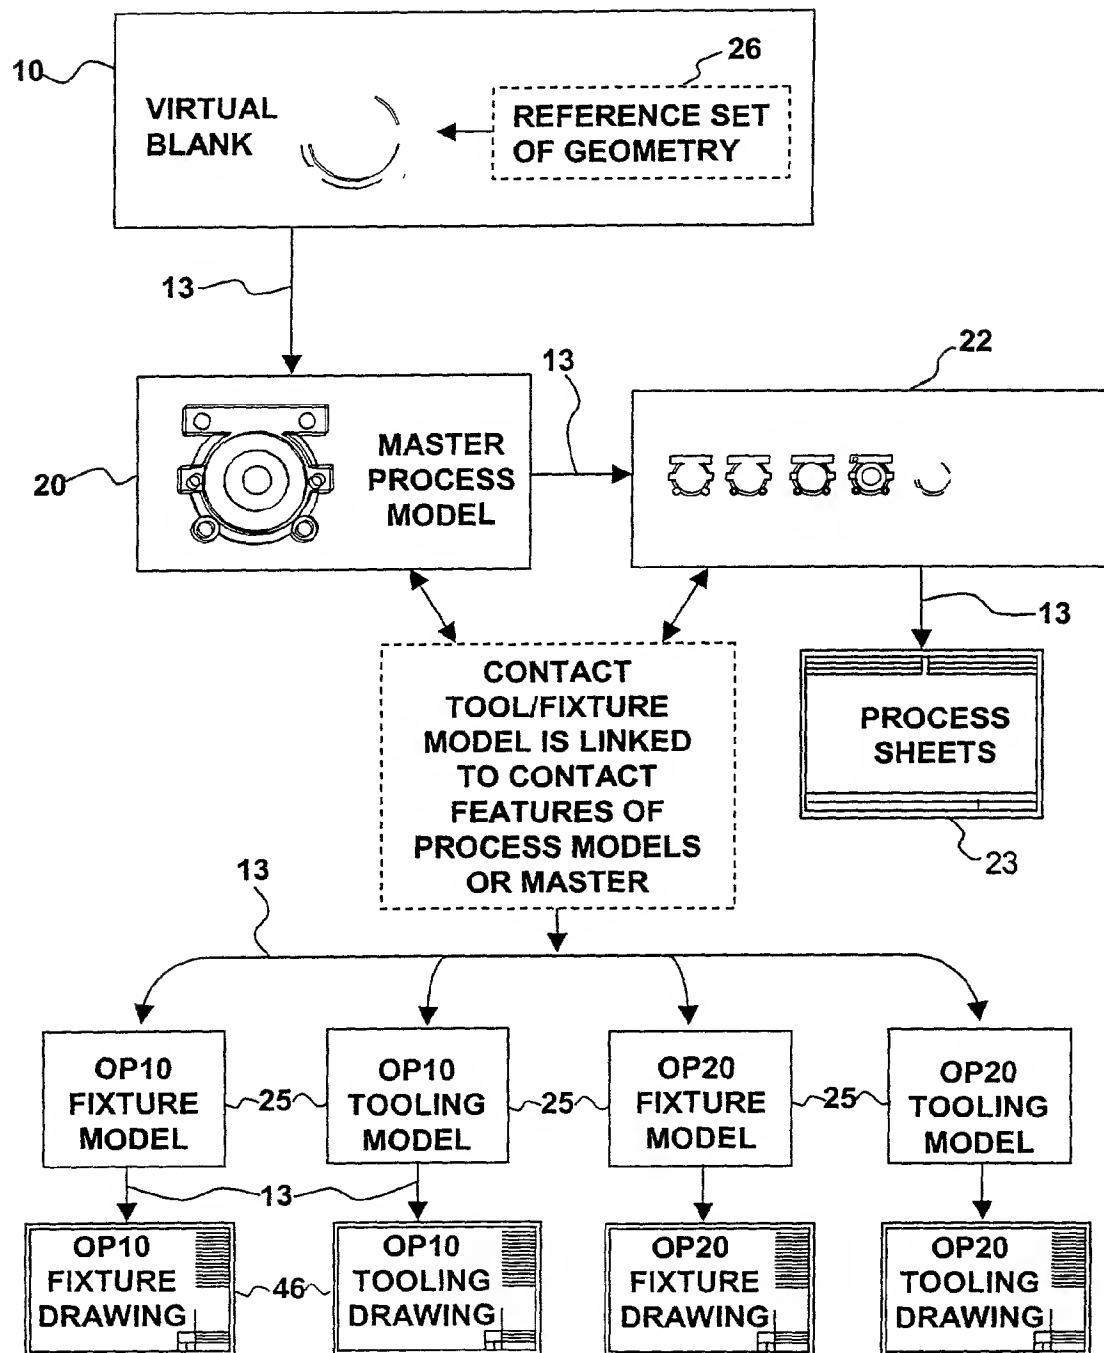 26
10
VIRTUAL
BLANK
REFERENCE SET
OF GEOMETRY
13
13
22
20
MASTER
PROCESS
MODEL
13
CONTACT
TOOL/FIXTURE
MODEL IS LINKED
TO CONTACT
FEATURES OF
PROCESS MODELS
OR MASTER
PROCESS
SHEETS
23
13
OP10
FIXTURE
MODEL
25
OP10
TOOLING
MODEL
25
OP20
FIXTURE
MODEL
25
OP20
TOOLING
MODEL
13
OP10
FIXTURE
DRAWING
46
OP10
TOOLING
DRAWING
OP20
FIXTURE
DRAWING
OP20
TOOLING
DRAWING